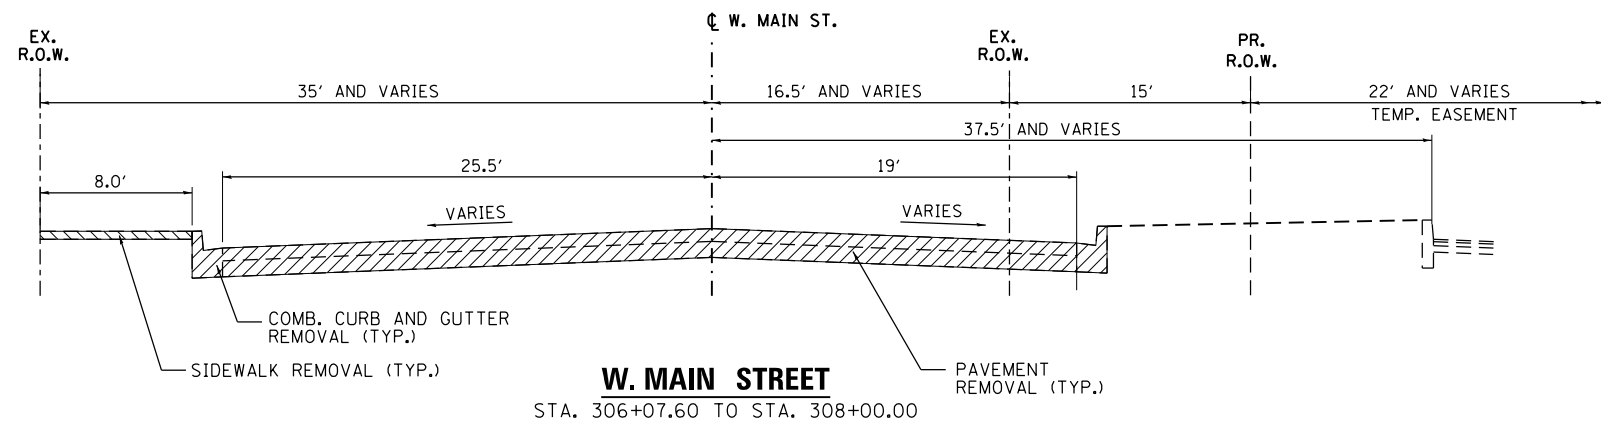 ℄ W. MAIN ST.
EX.
R.O.W.
EX.
R.O.W.
PR.
R.O.W.
35' AND VARIES
16.5' AND VARIES
15'
22' AND VARIES
TEMP. EASEMENT
37.5' AND VARIES
25.5'
19'
8.0'
VARIES
VARIES
COMB. CURB AND GUTTER
REMOVAL (TYP.)
SIDEWALK REMOVAL (TYP.)
PAVEMENT
REMOVAL (TYP.)
W. MAIN STREET
STA. 306+07.60 TO STA. 308+00.00